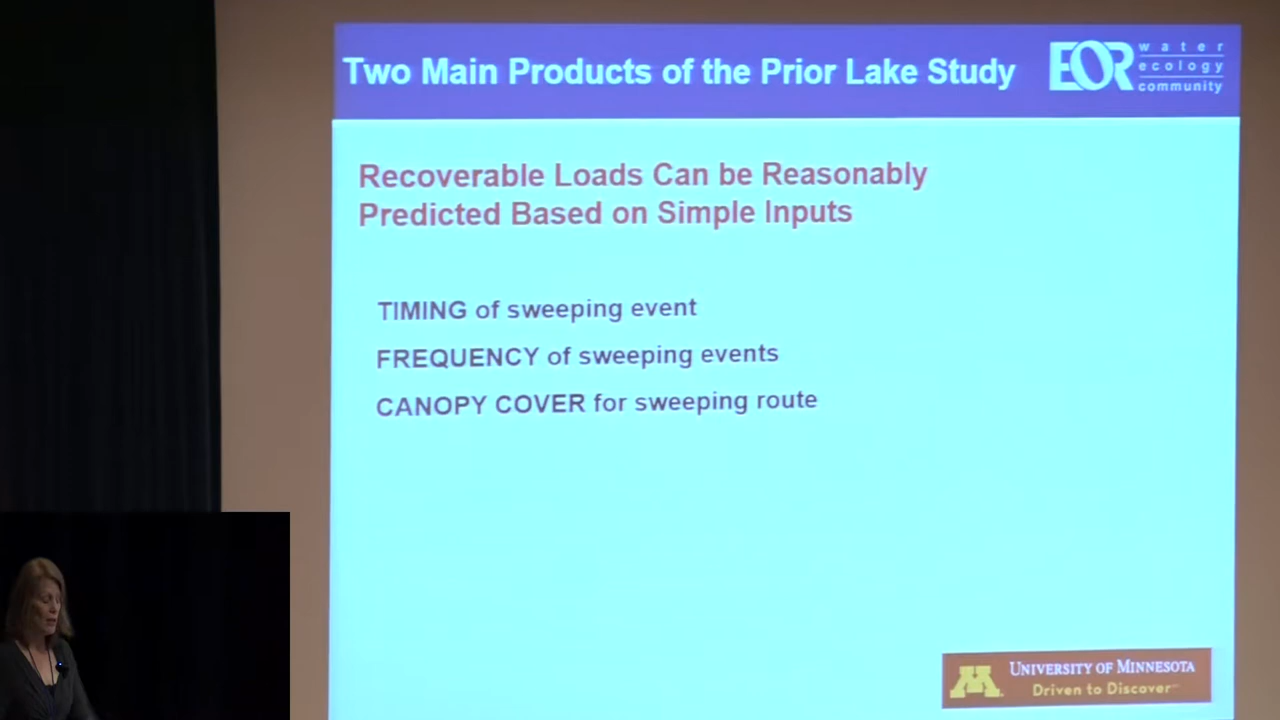 Two Main Products of the Prior Lake Study
EOR
water
ecology
community
Recoverable Loads Can be Reasonably
Predicted Based on Simple Inputs
TIMING of sweeping event
FREQUENCY of sweeping events
CANOPY COVER for sweeping route
M
UNIVERSITY OF MINNESOTA
Driven to Discover™